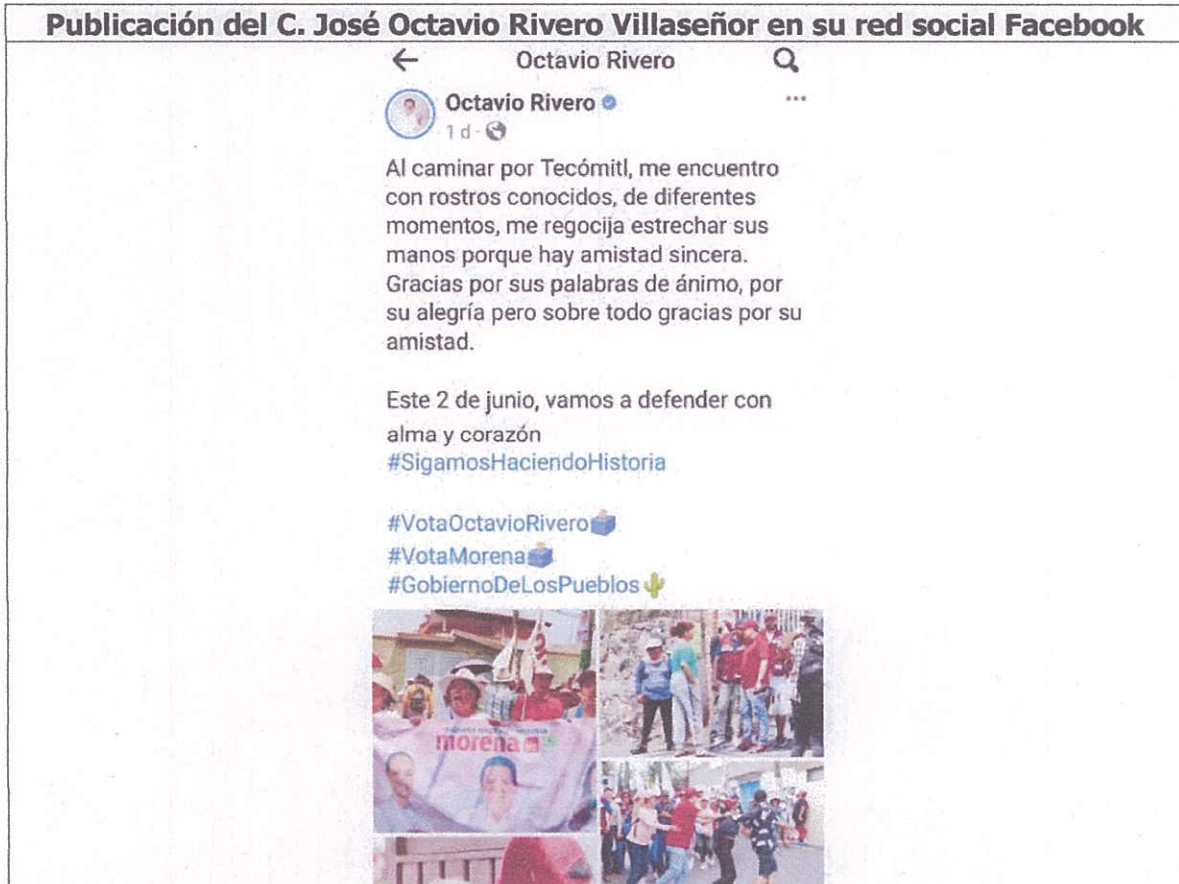 Publicación del C. José Octavio Rivero Villaseñor en su red social Facebook
Octavio Rivero
Octavio Rivero
1 d
Al caminar por Tecómitl, me encuentro
con rostros conocidos, de diferentes
momentos, me regocija estrechar sus
manos porque hay amistad sincera.
Gracias por sus palabras de ánimo, por
su alegría pero sobre todo gracias por su
amistad.
Este 2 de junio, vamos a defender con
alma y corazón
#SigamosHaciendoHistoria
#VotaOctavioRivero
#VotaMorena
#GobiernoDeLosPueblos
morena